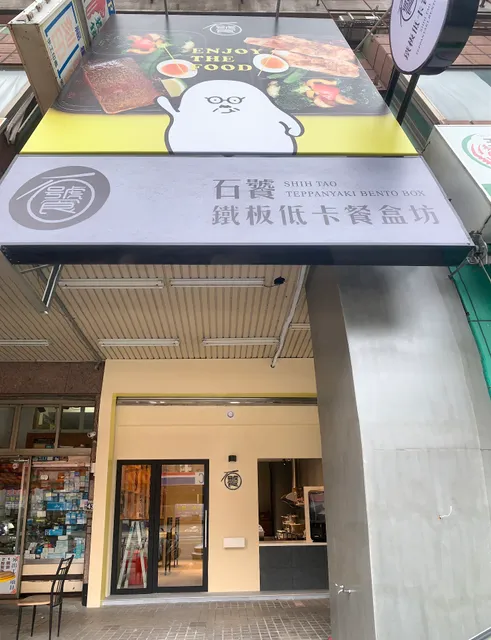 ENJOY
THE
FOOD
石饕
SHIH TAO
TEPPANYAKI BENTO BOX
鐵板低卡餐盒坊